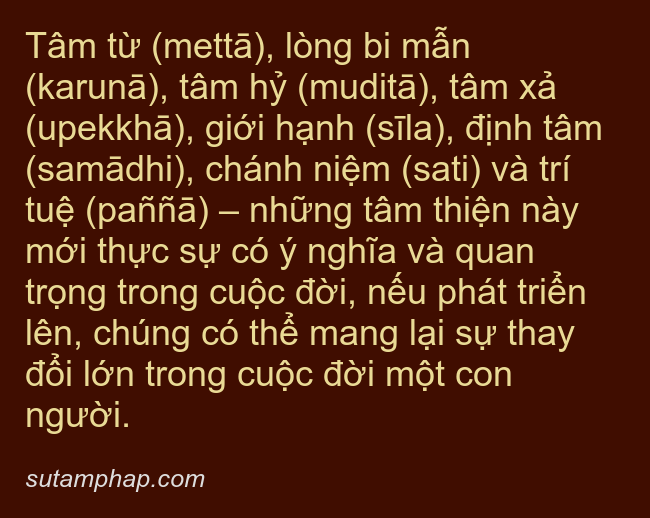 Tâm từ (mettā), lòng bi mẫn
(karunā), tâm hỷ (muditā), tâm xả
(upekkhā), giới hạnh (sīla), định tâm
(samādhi), chánh niệm (sati) và trí
tuệ (paññā) – những tâm thiện này
mới thực sự có ý nghĩa và quan
trọng trong cuộc đời, nếu phát triển
lên, chúng có thể mang lại sự thay
đổi lớn trong cuộc đời một con
người.
sutamphap.com